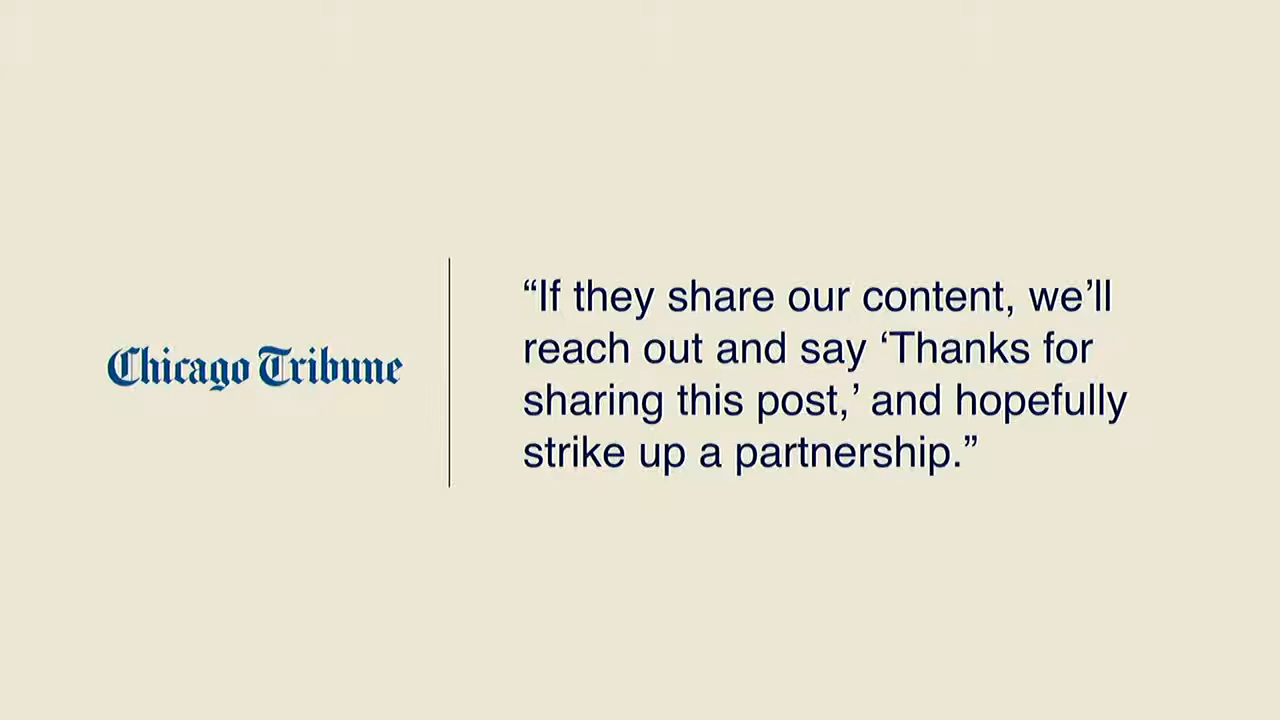 Chicago Tribune
“If they share our content, we’ll
reach out and say ‘Thanks for
sharing this post,’ and hopefully
strike up a partnership.”